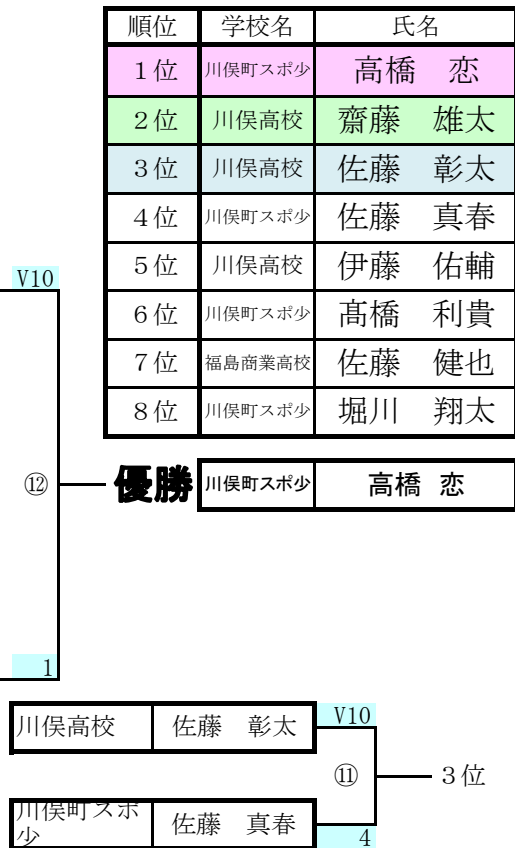 順位 学校名 氏名
１位 川俣町スポ少 高橋 恋
２位 川俣高校 齋藤 雄太
３位 川俣高校 佐藤 彰太
４位 川俣町スポ少 佐藤 真春
５位 川俣高校 伊藤 佑輔
６位 川俣町スポ少 髙橋 利貴
７位 福島商業高校 佐藤 健也
８位 川俣町スポ少 堀川 翔太
V10
⑫ 優勝 川俣町スポ少 高橋 恋
1
川俣高校 佐藤 彰太 V10
⑪ ３位
川俣町スポ
少 佐藤 真春
4